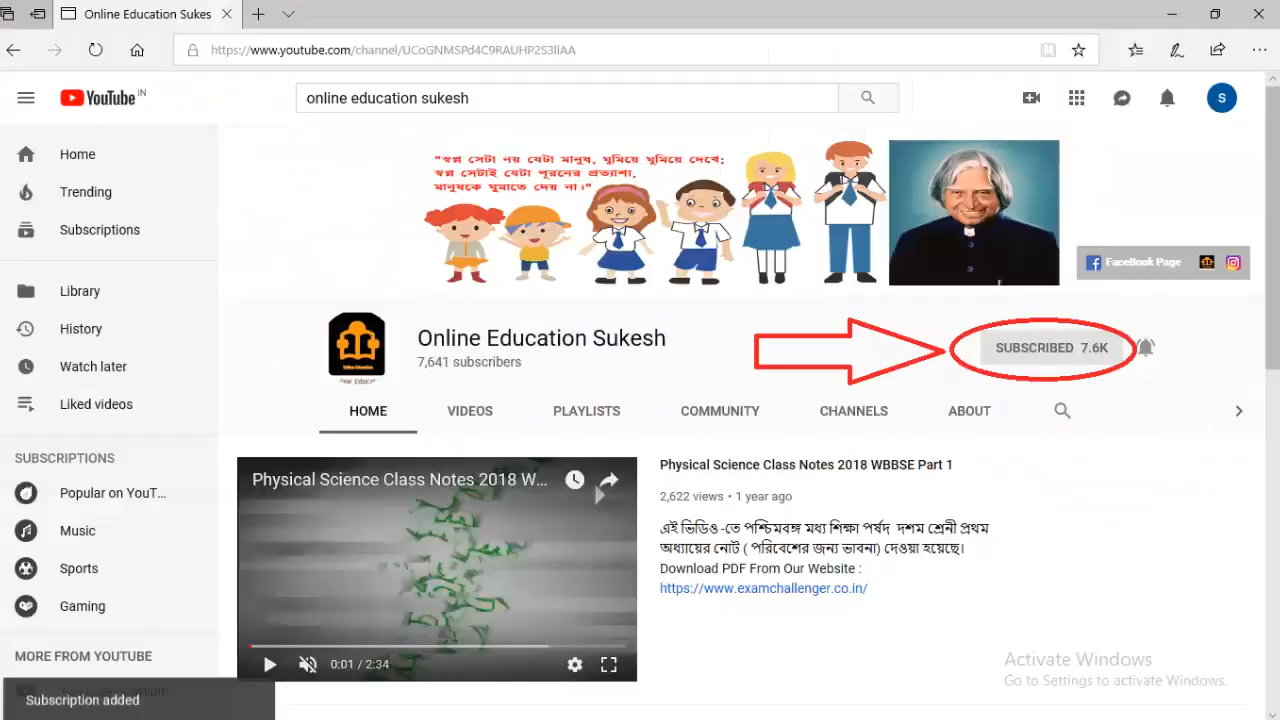 Online Education Sukes
https://www.youtube.com/channel/UCoGNMSPd4C9RAUHP2S3llAA
YouTube IN
online education sukesh
S
Home
Trending
Subscriptions
Library
History
Watch later
Liked videos
SUBSCRIPTIONS
Popular on YouT...
Music
Sports
Gaming
MORE FROM YOUTUBE
Subscription added
"স্বপ্ন সেটা নয় যেটা মানুষ, ঘুমিয়ে ঘুমিয়ে দেখে;
স্বপ্ন সেটাই যেটা পূরনের প্রত্যাশা,
মানুষকে ঘুমাতে দেয় না।"
FaceBook Page
Online Education Sukesh
7,641 subscribers
SUBSCRIBED 7.6K
HOME VIDEOS PLAYLISTS COMMUNITY CHANNELS ABOUT
Physical Science Class Notes 2018 W...
0:01 / 2:34
Physical Science Class Notes 2018 WBBSE Part 1
2,622 views • 1 year ago
এই ভিডিও -তে পশ্চিমবঙ্গ মধ্য শিক্ষা পর্ষদ দশম শ্রেনী প্রথম
অধ্যায়ের নোট ( পরিবেশের জন্য ভাবনা) দেওয়া হয়েছে।
Download PDF From Our Website :
https://www.examchallenger.co.in/
Activate Windows
Go to Settings to activate Windows.